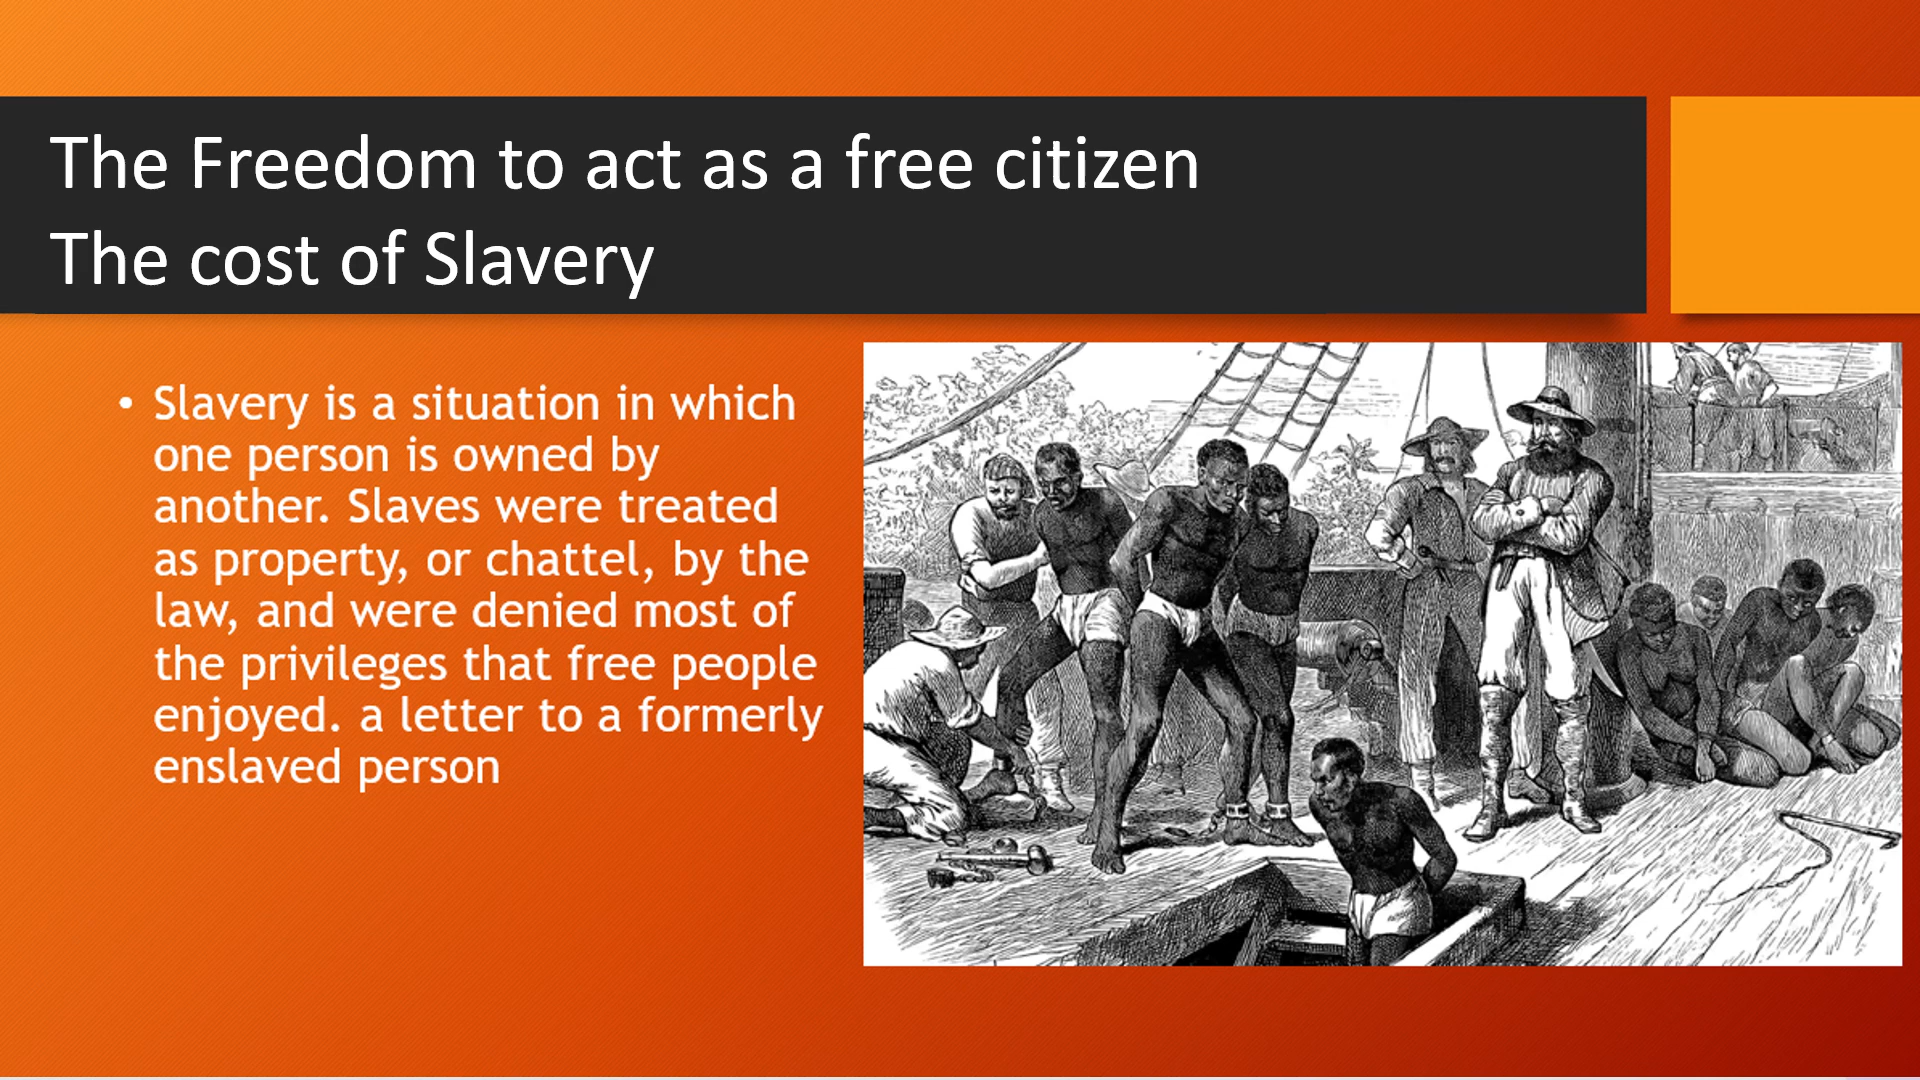 The Freedom to act as a free citizen
The cost of Slavery
• Slavery is a situation in which
one person is owned by
another. Slaves were treated
as property, or chattel, by the
law, and were denied most of
the privileges that free people
enjoyed. a letter to a formerly
enslaved person